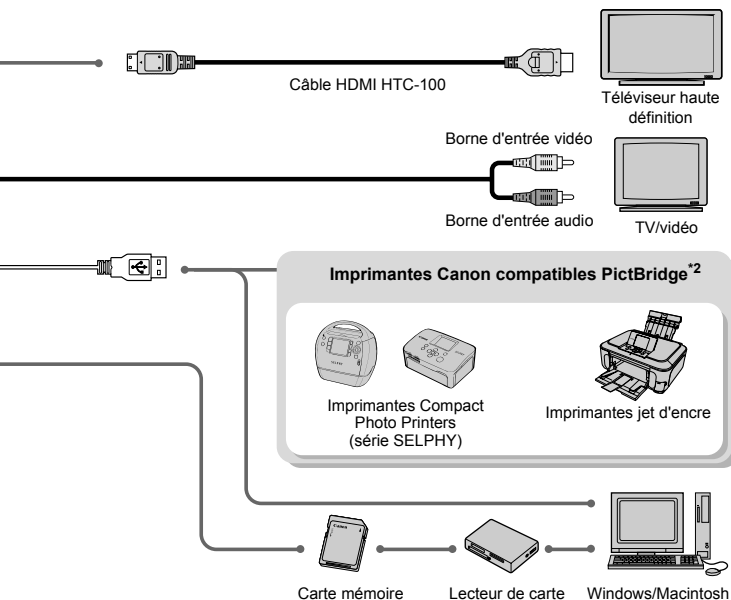 Câble HDMI HTC-100
Téléviseur haute
définition
Borne d'entrée vidéo
Borne d'entrée audio
TV/vidéo
Imprimantes Canon compatibles PictBridge*2
Imprimantes Compact
Photo Printers
(série SELPHY)
Imprimantes jet d'encre
Canon
Carte mémoire
Lecteur de carte
Windows/Macintosh